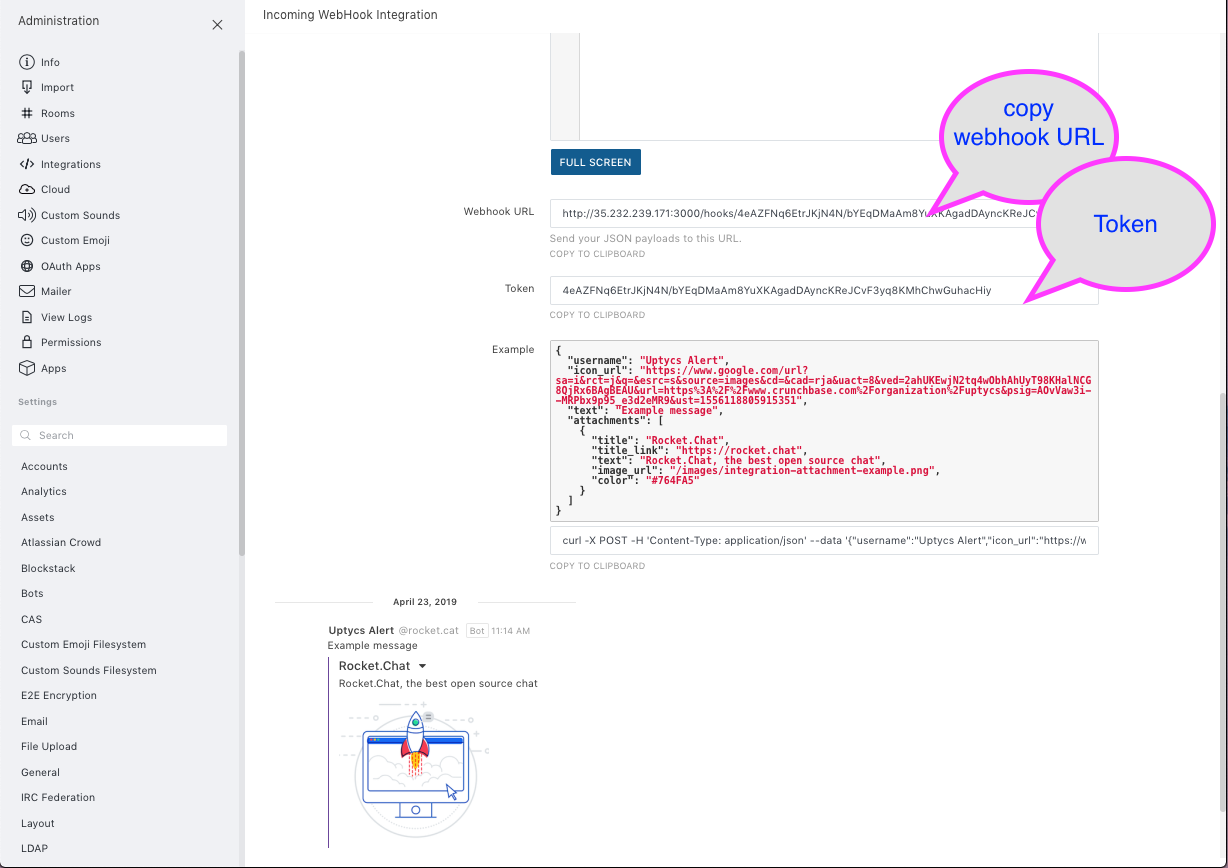 Administration
Info
Import
Rooms
Users
Integrations
Cloud
Custom Sounds
Custom Emoji
OAuth Apps
Mailer
View Logs
Permissions
Apps
Settings
Search
Accounts
Analytics
Assets
Atlassian Crowd
Blockstack
Bots
CAS
Custom Emoji Filesystem
Custom Sounds Filesystem
E2E Encryption
Email
File Upload
General
IRC Federation
Layout
LDAP
Incoming WebHook Integration
copy
webhook URL
FULL SCREEN
Token
Webhook URL
http://35.232.239.171:3000/hooks/4eAZFNq6EtrJKjN4N/bYEqDMaAm8YuXKAgadDAyncKReJCv
Send your JSON payloads to this URL.
COPY TO CLIPBOARD
Token
4eAZFNq6EtrJKjN4N/bYEqDMaAm8YuXKAgadDAyncKReJCvF3yq8KMhChwGuhacHiy
COPY TO CLIPBOARD
Example
{
"username": "Uptycs Alert",
"icon_url": "https://www.google.com/url?
sa=i&rct=j&q=&esrc=s&source=images&cd=&cad=rja&uact=8&ved=2ahUKEwjN2tq4wObhAhUyT98KHalNCG
8QjRx6BAgBEAU&url=https%3A%2F%2Fwww.crunchbase.com%2Forganization%2Fuptycs&psig=AOvVaw3i-
-MRPbx9p95_e3d2eMR9&ust=1556118805915351",
"text": "Example message",
"attachments": [
{
"title": "Rocket.Chat",
"title_link": "https://rocket.chat",
"text": "Rocket.Chat, the best open source chat",
"image_url": "/images/integration-attachment-example.png",
"color": "#764FA5"
}
]
}
curl -X POST -H 'Content-Type: application/json' --data '{"username":"Uptycs Alert","icon_url":"https://w
COPY TO CLIPBOARD
April 23, 2019
Uptycs Alert @rocket.cat Bot 11:14 AM
Example message
Rocket.Chat
Rocket.Chat, the best open source chat